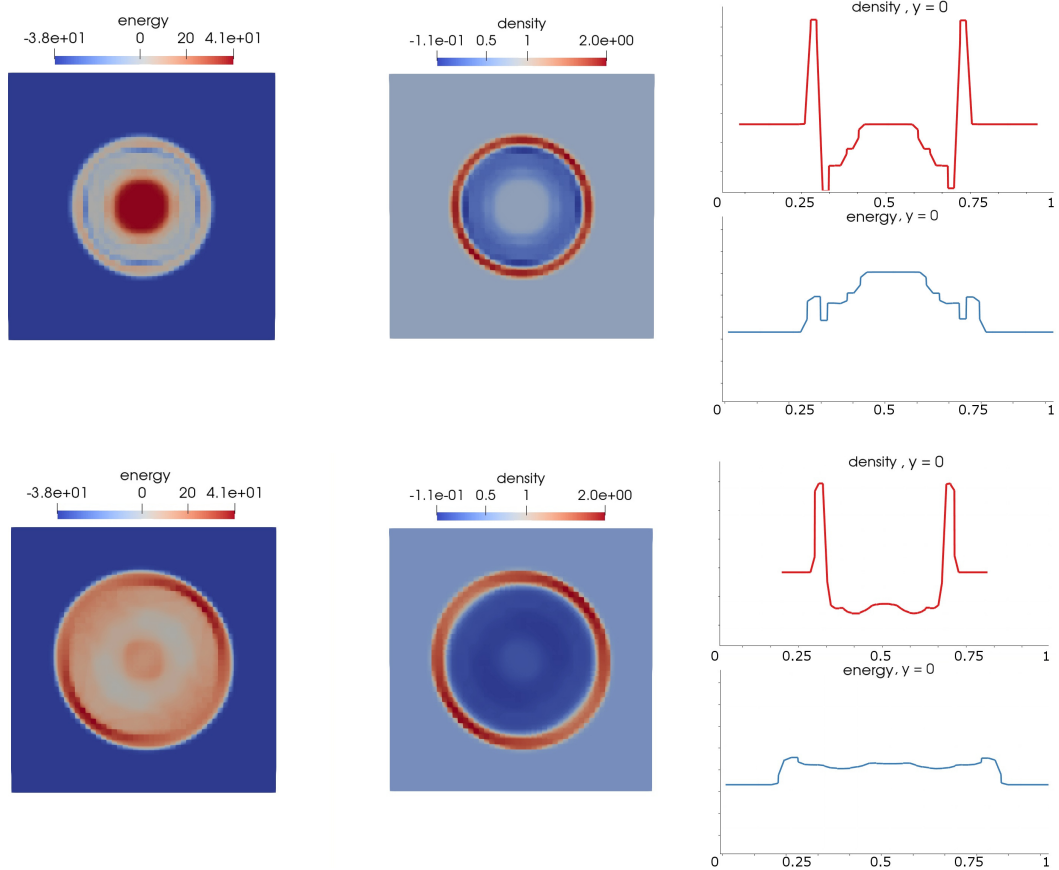 energy
-3.8e+01 0 20 4.1e+01
density
-1.1e-01 0.5 1 2.0e+00
density , y = 0
0 0.25 0.5 0.75 1
energy, y = 0
0 0.25 0.5 0.75 1
energy
-3.8e+01 0 20 4.1e+01
density
-1.1e-01 0.5 1 2.0e+00
density , y = 0
0 0.25 0.5 0.75 1
energy, y = 0
0 0.25 0.5 0.75 1